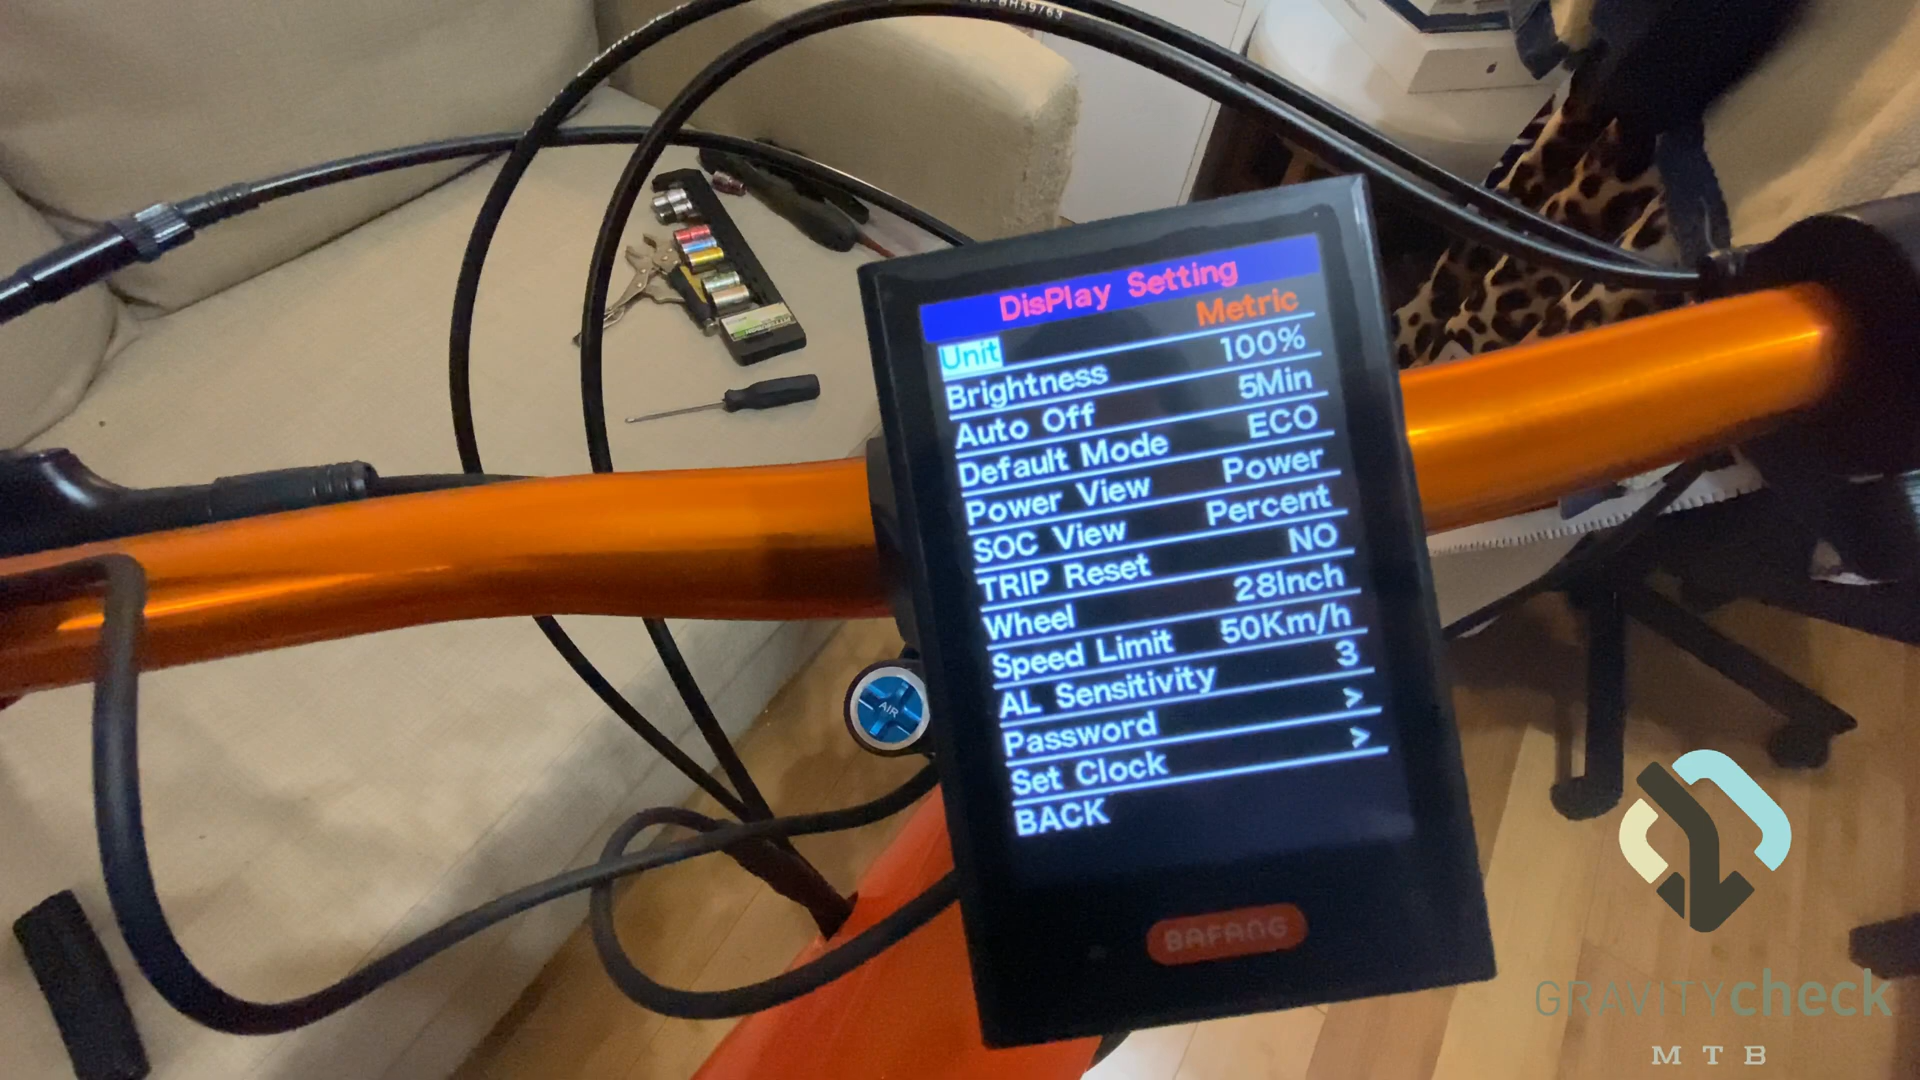 DisPlay Setting
Unit Metric
Brightness 100%
Auto Off 5Min
Default Mode ECO
Power View Power
SOC View Percent
TRIP Reset NO
Wheel 28Inch
Speed Limit 50Km/h
AL Sensitivity 3
Password >
Set Clock >
BACK
BAFANG
AIR
GRAVITYcheck
MTB